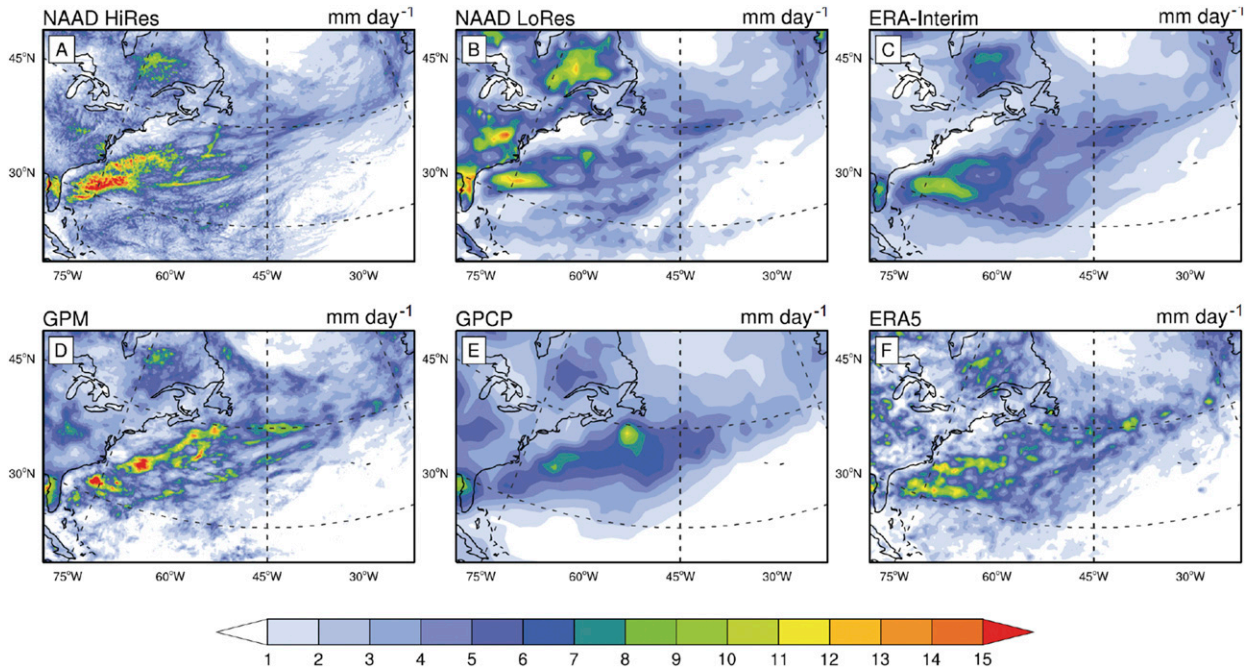 NAAD HiRes mm day⁻¹ NAAD LoRes mm day⁻¹ ERA-Interim mm day⁻¹
A B C
45°N 45°N 45°N
30°N 30°N 30°N
75°W 60°W 45°W 30°W 75°W 60°W 45°W 30°W 75°W 60°W 45°W 30°W
GPM mm day⁻¹ GPCP mm day⁻¹ ERA5 mm day⁻¹
D E F
45°N 45°N 45°N
30°N 30°N 30°N
75°W 60°W 45°W 30°W 75°W 60°W 45°W 30°W 75°W 60°W 45°W 30°W
1 2 3 4 5 6 7 8 9 10 11 12 13 14 15